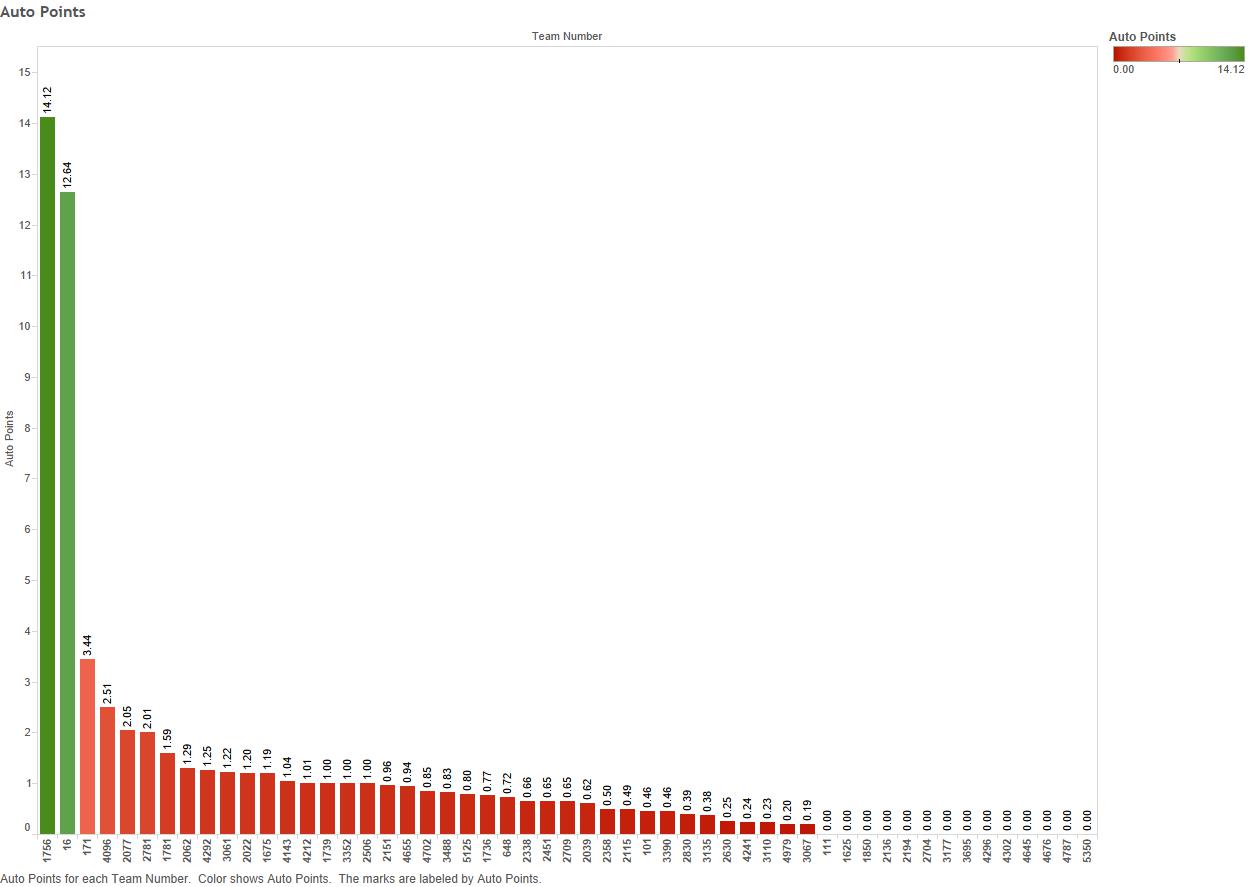 Auto Points
Team Number
Auto Points
0.00 14.12
15
14
13
12
11
10
9
8
7
6
5
4
3
2
1
0
Auto Points
14.12 12.64 3.44 2.51 2.05 2.01 1.59 1.29 1.25 1.22 1.20 1.19 1.04 1.01 1.00 1.00 1.00 0.96 0.94 0.85 0.83 0.80 0.77 0.72 0.66 0.65 0.65 0.62 0.50 0.49 0.46 0.46 0.39 0.38 0.25 0.24 0.23 0.20 0.19 0.00 0.00 0.00 0.00 0.00 0.00 0.00 0.00 0.00 0.00 0.00 0.00 0.00 0.00
1756 16 171 4096 2077 2781 1781 2062 4292 3061 2022 1675 4143 4212 1739 3352 2506 2151 4655 4702 3488 5125 1736 648 2338 2451 2709 2039 2358 2115 101 3390 2830 3135 2630 4241 3110 4979 3067 111 1625 1850 2136 2194 2704 3177 3695 4296 4302 4645 4676 4787 5350
Auto Points for each Team Number.  Color shows Auto Points.  The marks are labeled by Auto Points.